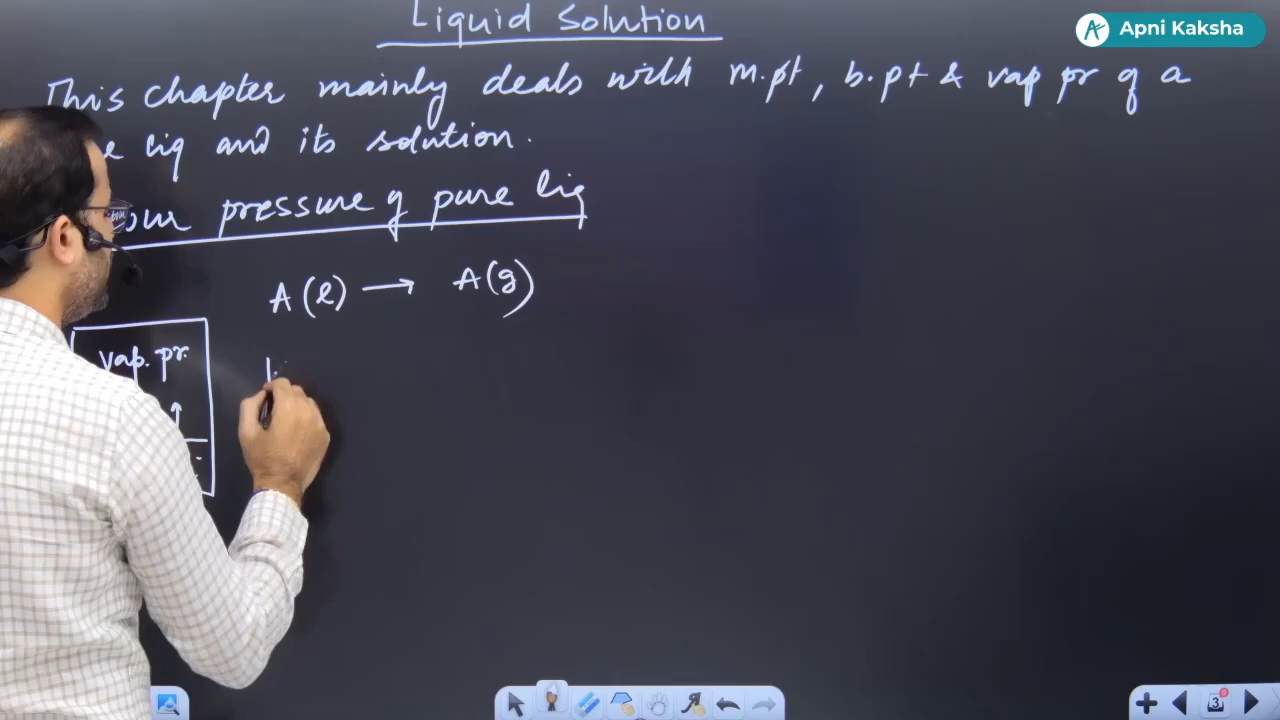 Liquid Solution
Apni Kaksha
This chapter mainly deals with m.pt, b.pt & vap pr of a
liq and its solution.
pressure of pure liq
A(l) → A(g)
vap. pr.
3